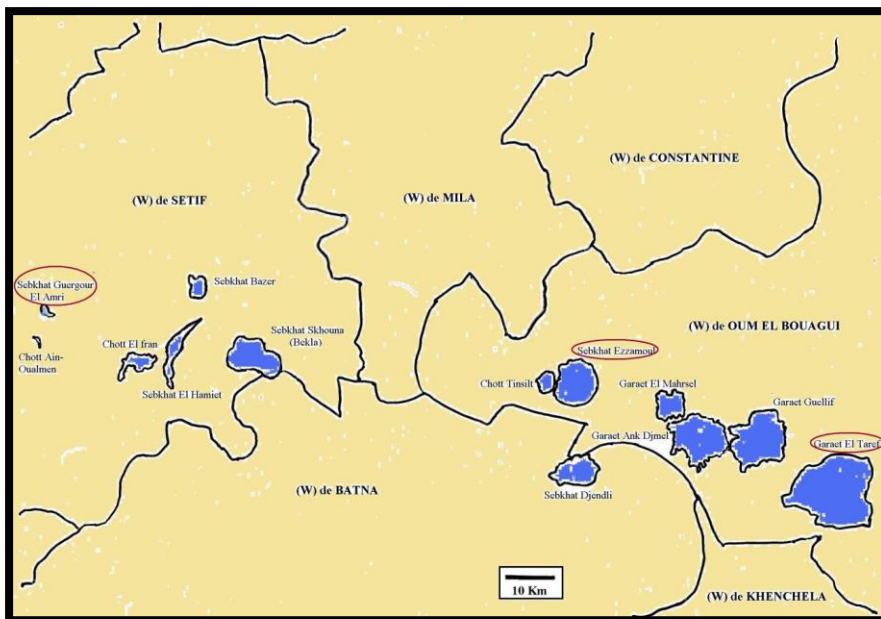 (W) de CONSTANTINE
(W) de SETIF
(W) de MILA
Sebkhat Guergour
El Amri
Sebkhat Bazer
(W) de OUM EL BOUAGUI
Chott El fran
Sebkhat Skhouna
(Bekla)
Sebkhat Ezzamoul
Chott Ain-
Oualmen
Sebkhat El Hamiet
Chott Tinsilt
Garaet El Mahrsel
Garaet Guellif
Garaet Ank Djmel
Garaet El Taref
(W) de BATNA
Sebkhat Djendli
10 Km
(W) de KHENCHELA